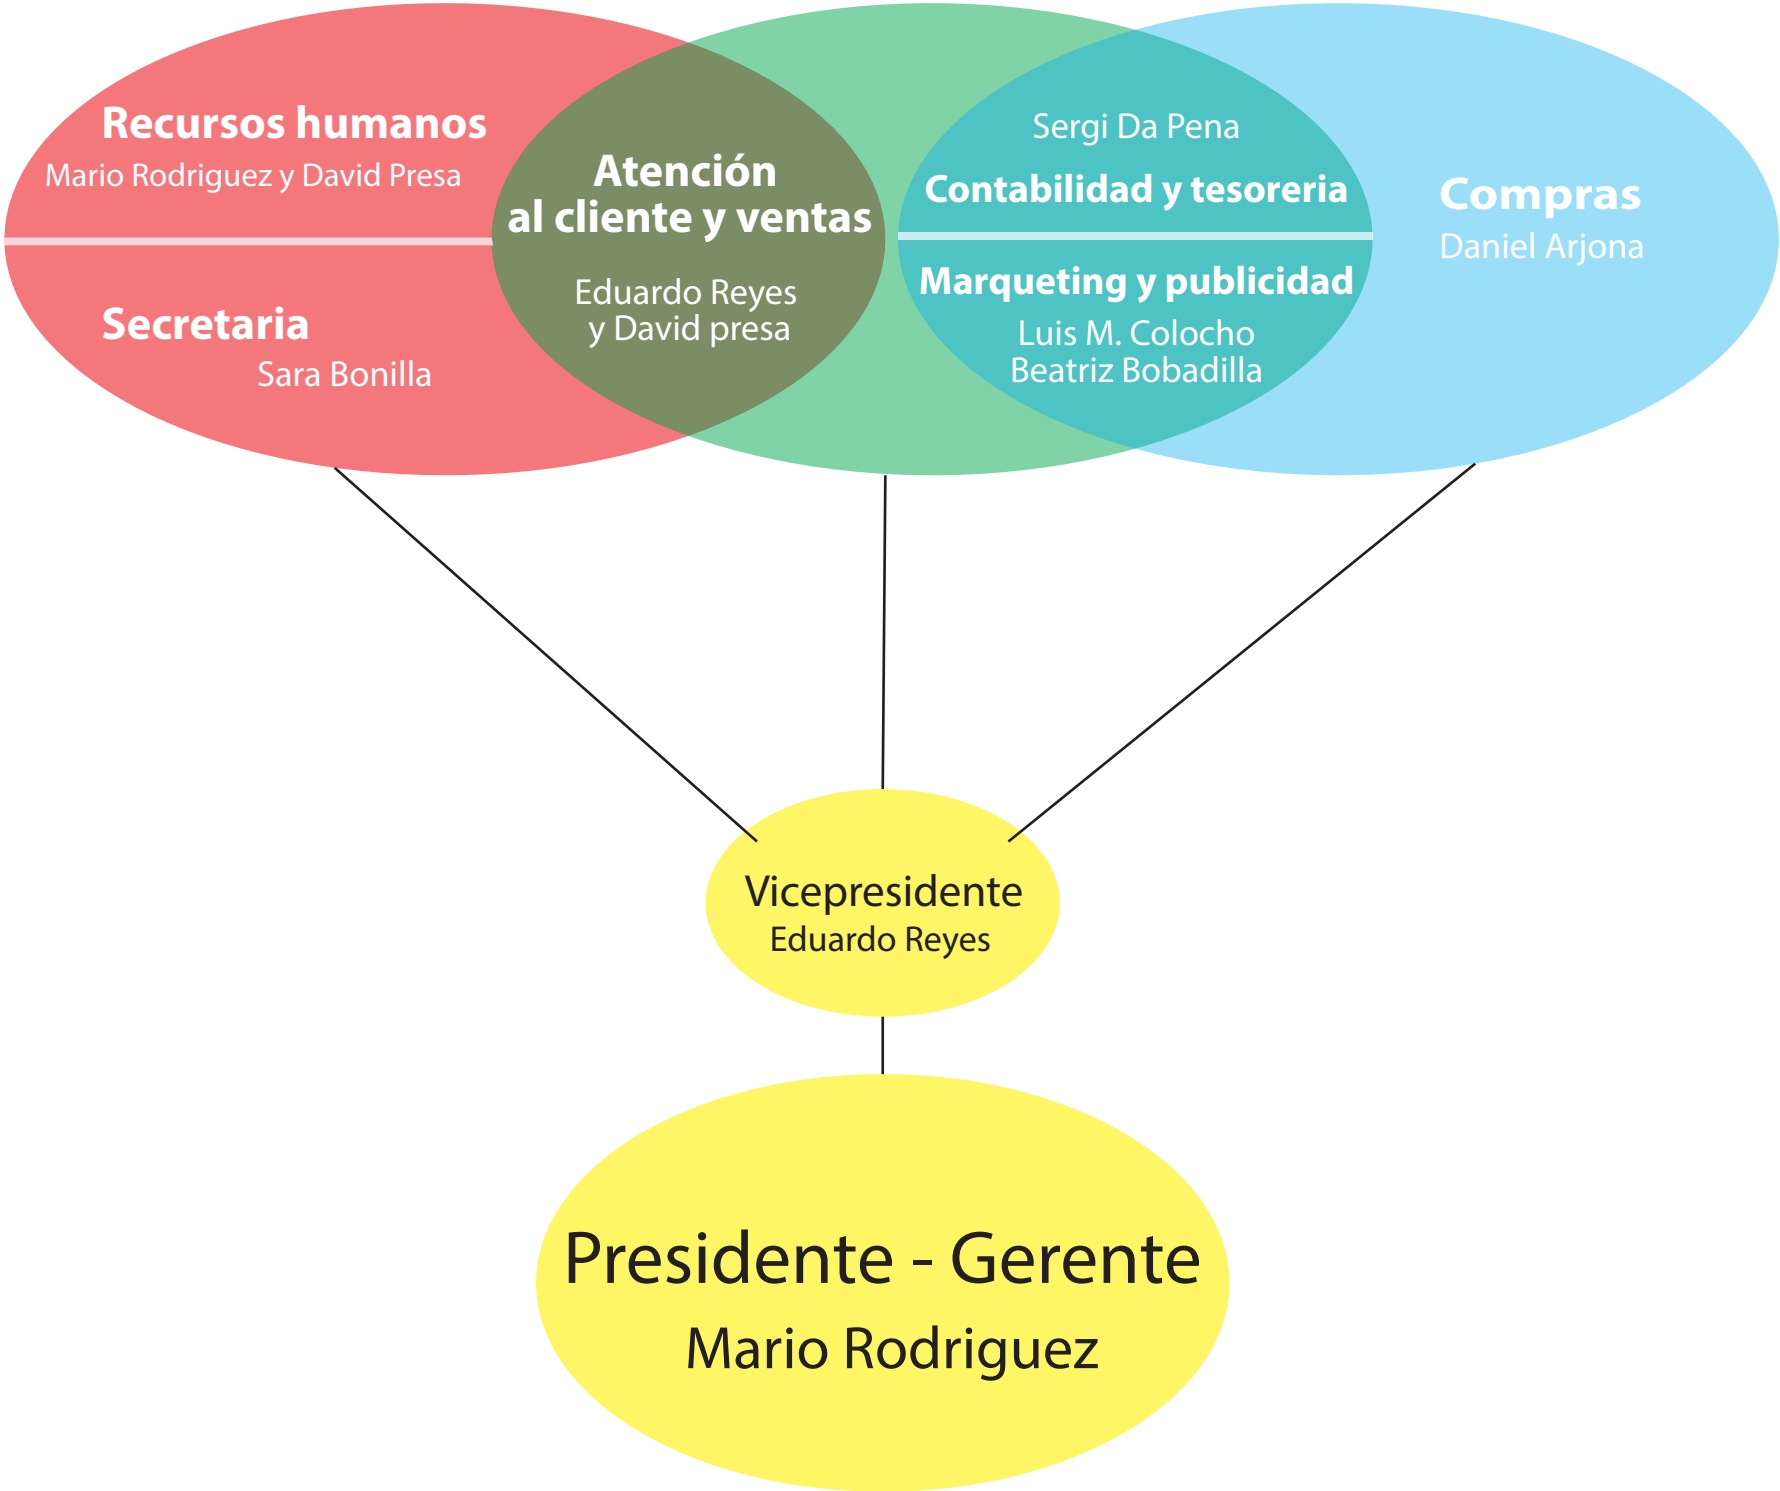 Recursos humanos
Mario Rodriguez y David Presa
Secretaria
Sara Bonilla
Atención
al cliente y ventas
Eduardo Reyes
y David presa
Sergi Da Pena
Contabilidad y tesoreria
Marqueting y publicidad
Luis M. Colocho
Beatriz Bobadilla
Compras
Daniel Arjona
Vicepresidente
Eduardo Reyes
Presidente - Gerente
Mario Rodriguez